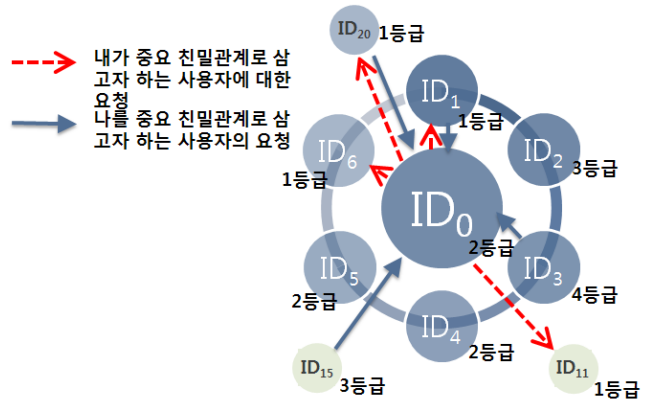 ID20 1등급
내가 중요 친밀관계로 삼
고자 하는 사용자에 대한
요청
나를 중요 친밀관계로 삼
고자 하는 사용자의 요청
ID1
1등급
ID6
1등급
ID2
3등급
ID0
2등급
ID5
2등급
ID3
4등급
ID4
2등급
ID15
3등급
ID11
1등급